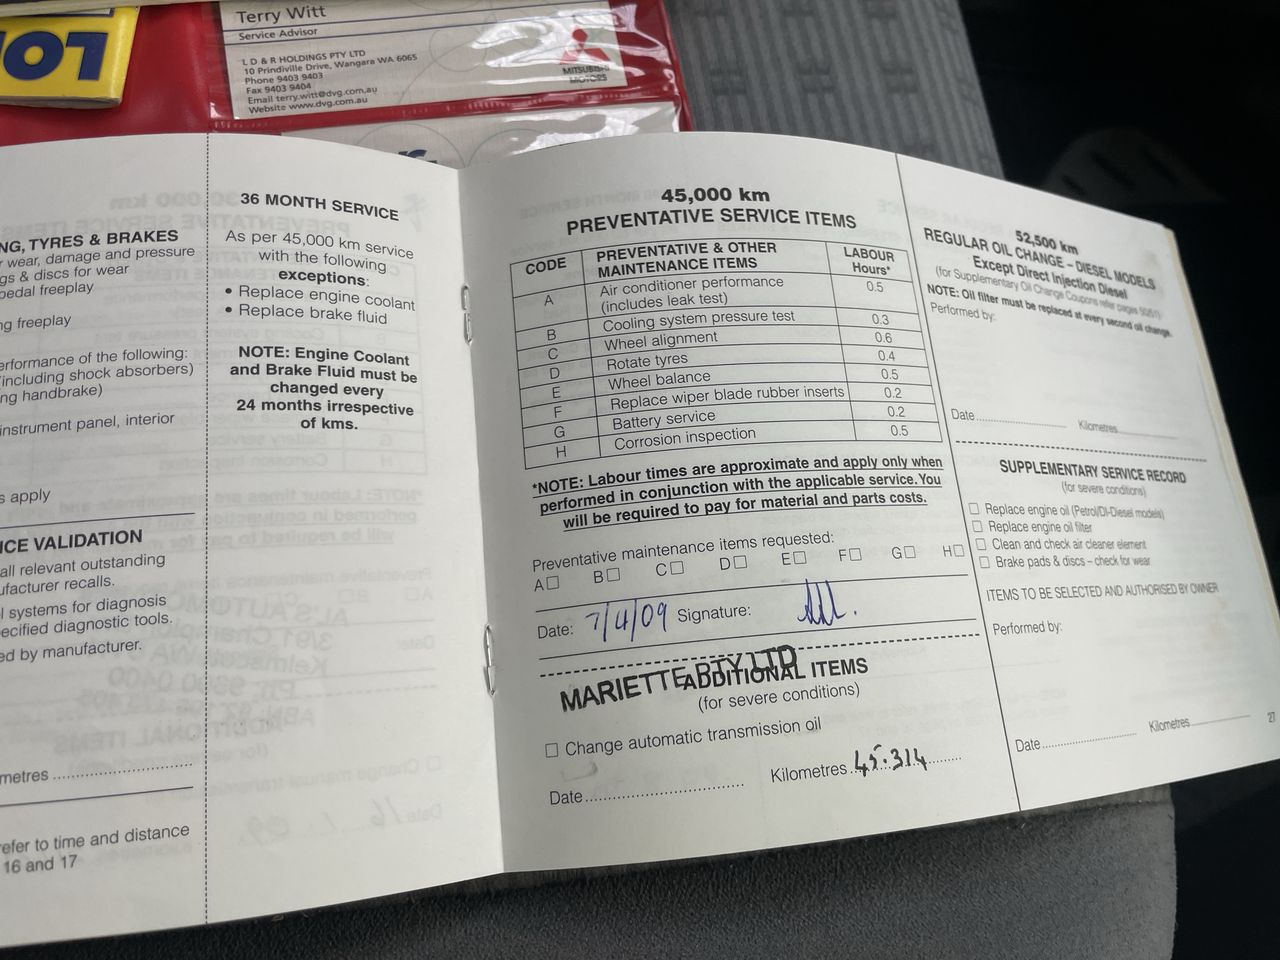 Terry Witt
Service Advisor
L D & R HOLDINGS PTY LTD
10 Prindiville Drive, Wangara WA 6065
Phone 9403 9403
Fax 9403 9404
Email terry.witt@dvg.com.au
Website www.dvg.com.au
MITSUBISHI
MOTORS
NG, TYRES & BRAKES
r wear, damage and pressure
gs & discs for wear
pedal freeplay
ng freeplay
erformance of the following:
(including shock absorbers)
ng handbrake)
instrument panel, interior
s apply
ICE VALIDATION
all relevant outstanding
ufacturer recalls.
l systems for diagnosis
ecified diagnostic tools.
ed by manufacturer.
metres
refer to time and distance
16 and 17
36 MONTH SERVICE
As per 45,000 km service
with the following
exceptions:
• Replace engine coolant
• Replace brake fluid
NOTE: Engine Coolant
and Brake Fluid must be
changed every
24 months irrespective
of kms.
45,000 km
PREVENTATIVE SERVICE ITEMS
CODE PREVENTATIVE & OTHER MAINTENANCE ITEMS LABOUR Hours*
A Air conditioner performance (includes leak test) 0.5
B Cooling system pressure test 0.3
C Wheel alignment 0.6
D Rotate tyres 0.4
E Wheel balance 0.5
F Replace wiper blade rubber inserts 0.2
G Battery service 0.2
H Corrosion inspection 0.5
*NOTE: Labour times are approximate and apply only when
performed in conjunction with the applicable service. You
will be required to pay for material and parts costs.
Preventative maintenance items requested:
A☐ B☐ C☐ D☐ E☐ F☐ G☐ H☐
Date: 7/4/09 Signature:
MARIETTE PTY LTD
ADDITIONAL ITEMS
(for severe conditions)
☐ Change automatic transmission oil
Date Kilometres 45.314
52,500 km
REGULAR OIL CHANGE – DIESEL MODELS
Except Direct Injection Diesel
(for Supplementary Oil Change Coupons refer pages 50/51)
NOTE: Oil filter must be replaced at every second oil change.
Performed by:
Date Kilometres
SUPPLEMENTARY SERVICE RECORD
(for severe conditions)
☐ Replace engine oil (Petrol/DI-Diesel models)
☐ Replace engine oil filter
☐ Clean and check air cleaner element
☐ Brake pads & discs – check for wear
ITEMS TO BE SELECTED AND AUTHORISED BY OWNER
Performed by:
Date Kilometres
27